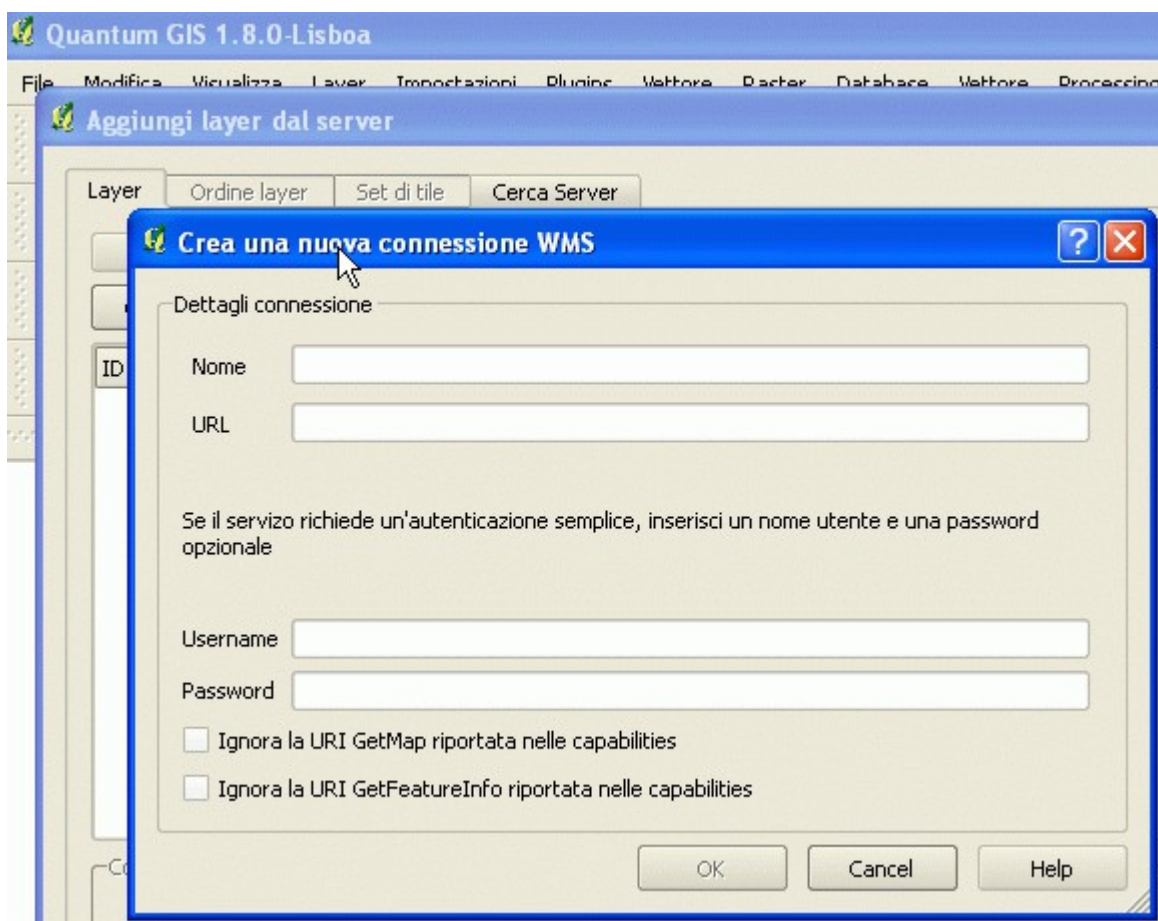 Quantum GIS 1.8.0-Lisboa
File Modifica Visualizza Layer Impostazioni Plugins Vettore Raster Database Vettore Processing
Aggiungi layer dal server
Layer Ordine layer Set di tile Cerca Server
Crea una nuova connessione WMS
Dettagli connessione
ID
Nome
URL
Se il servizo richiede un'autenticazione semplice, inserisci un nome utente e una password
opzionale
Username
Password
Ignora la URI GetMap riportata nelle capabilities
Ignora la URI GetFeatureInfo riportata nelle capabilities
OK Cancel Help